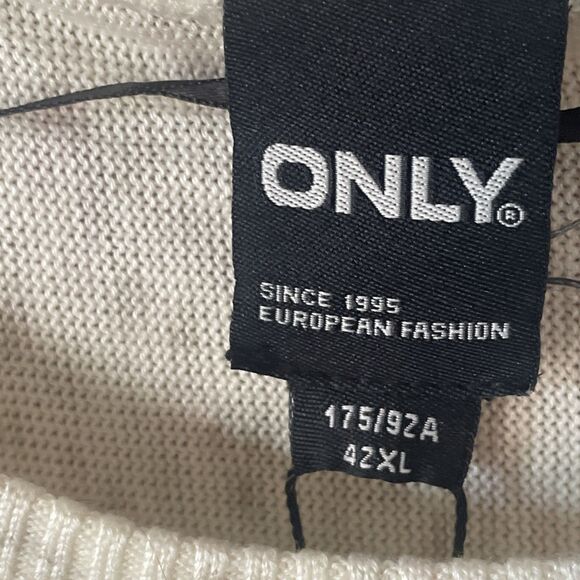 ONLY®
SINCE 1995
EUROPEAN FASHION
175/92A
42XL